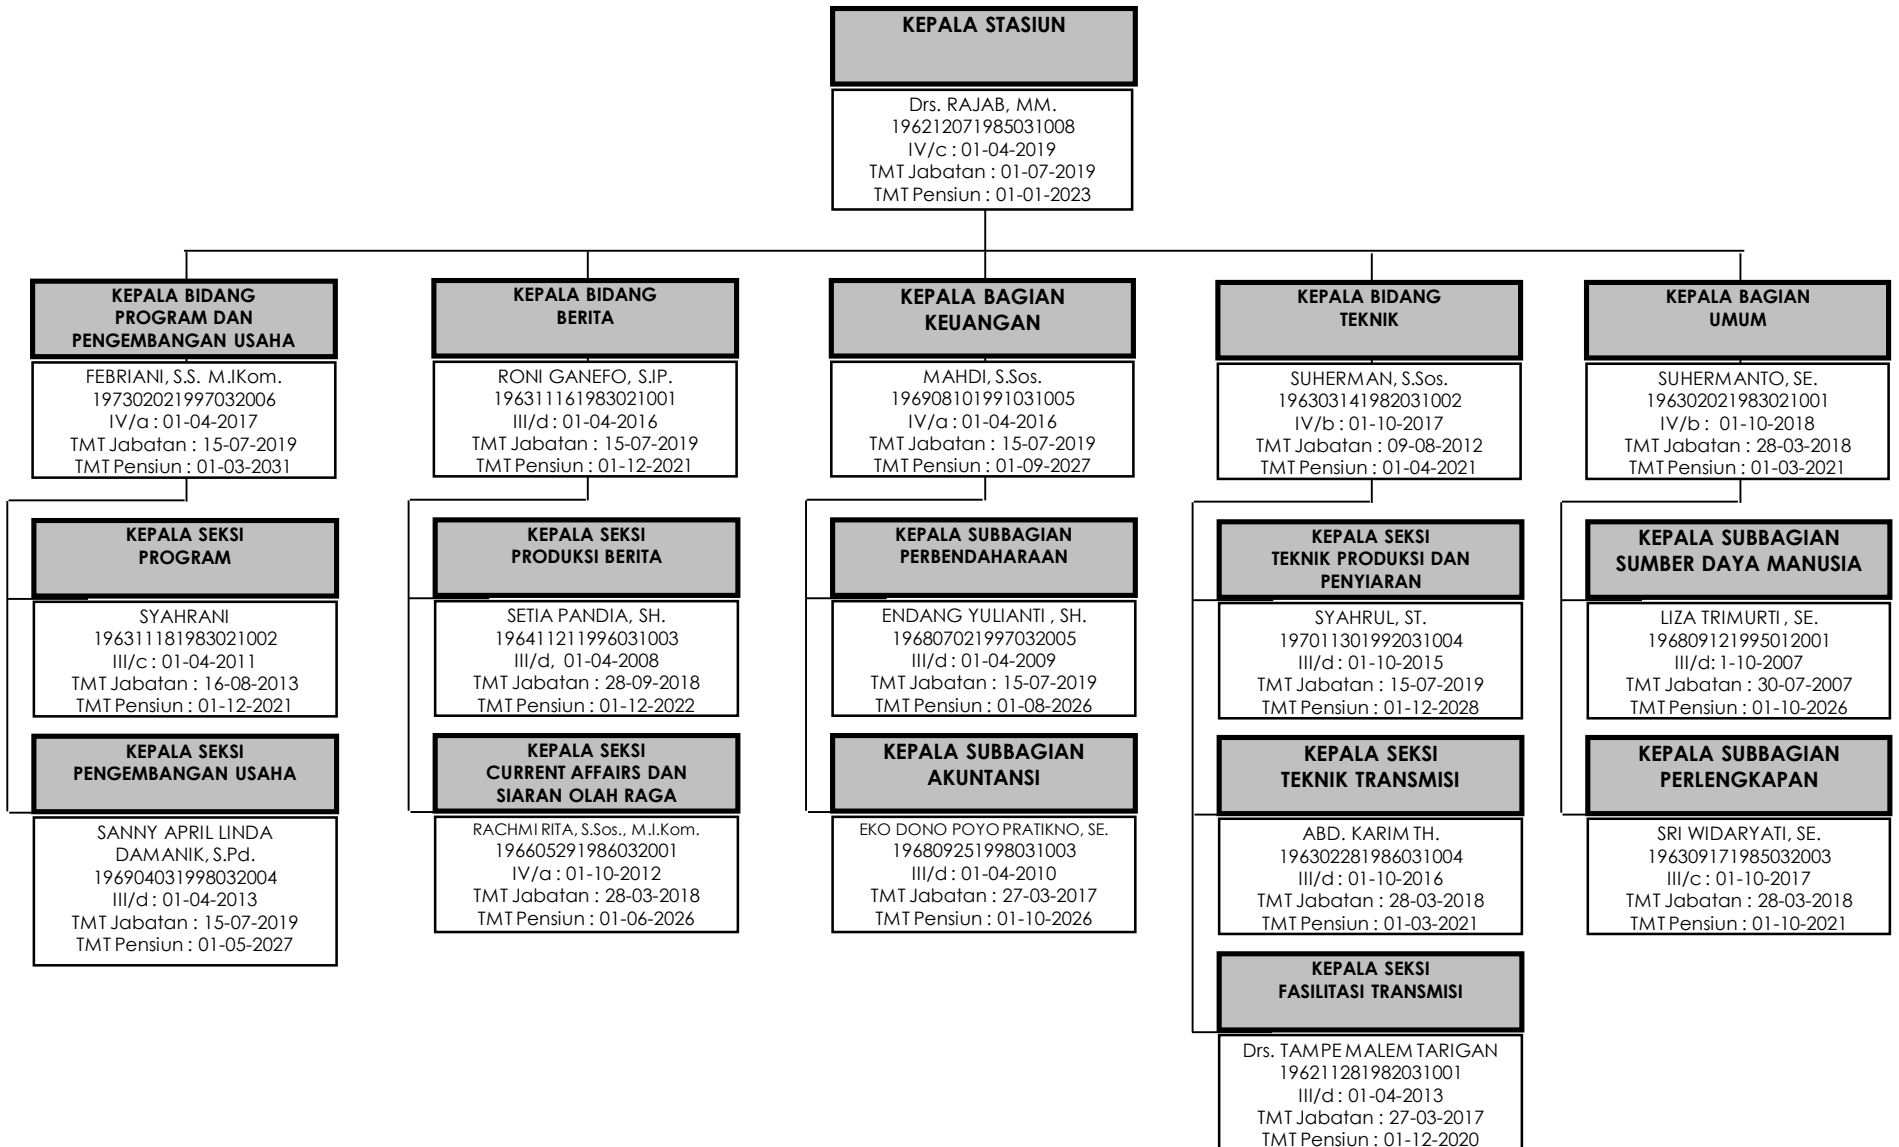 KEPALA STASIUN
Drs. RAJAB, MM.
196212071985031008
IV/c : 01-04-2019
TMT Jabatan : 01-07-2019
TMT Pensiun : 01-01-2023
KEPALA BIDANG
PROGRAM DAN
PENGEMBANGAN USAHA
FEBRIANI, S.S. M.IKom.
197302021997032006
IV/a : 01-04-2017
TMT Jabatan : 15-07-2019
TMT Pensiun : 01-03-2031
KEPALA SEKSI
PROGRAM
SYAHRANI
196311181983021002
III/c : 01-04-2011
TMT Jabatan : 16-08-2013
TMT Pensiun : 01-12-2021
KEPALA SEKSI
PENGEMBANGAN USAHA
SANNY APRIL LINDA
DAMANIK, S.Pd.
196904031998032004
III/d : 01-04-2013
TMT Jabatan : 15-07-2019
TMT Pensiun : 01-05-2027
KEPALA BIDANG
BERITA
RONI GANEFO, S.IP.
196311161983021001
III/d : 01-04-2016
TMT Jabatan : 15-07-2019
TMT Pensiun : 01-12-2021
KEPALA SEKSI
PRODUKSI BERITA
SETIA PANDIA, SH.
196411211996031003
III/d, 01-04-2008
TMT Jabatan : 28-09-2018
TMT Pensiun : 01-12-2022
KEPALA SEKSI
CURRENT AFFAIRS DAN
SIARAN OLAH RAGA
RACHMI RITA, S.Sos., M.I.Kom.
196605291986032001
IV/a : 01-10-2012
TMT Jabatan : 28-03-2018
TMT Pensiun : 01-06-2026
KEPALA BAGIAN
KEUANGAN
MAHDI, S.Sos.
196908101991031005
IV/a : 01-04-2016
TMT Jabatan : 15-07-2019
TMT Pensiun : 01-09-2027
KEPALA SUBBAGIAN
PERBENDAHARAAN
ENDANG YULIANTI , SH.
196807021997032005
III/d : 01-04-2009
TMT Jabatan : 15-07-2019
TMT Pensiun : 01-08-2026
KEPALA SUBBAGIAN
AKUNTANSI
EKO DONO POYO PRATIKNO, SE.
196809251998031003
III/d : 01-04-2010
TMT Jabatan : 27-03-2017
TMT Pensiun : 01-10-2026
KEPALA BIDANG
TEKNIK
SUHERMAN, S.Sos.
196303141982031002
IV/b : 01-10-2017
TMT Jabatan : 09-08-2012
TMT Pensiun : 01-04-2021
KEPALA SEKSI
TEKNIK PRODUKSI DAN
PENYIARAN
SYAHRUL, ST.
197011301992031004
III/d : 01-10-2015
TMT Jabatan : 15-07-2019
TMT Pensiun : 01-12-2028
KEPALA SEKSI
TEKNIK TRANSMISI
ABD. KARIM TH.
196302281986031004
III/d : 01-10-2016
TMT Jabatan : 28-03-2018
TMT Pensiun : 01-03-2021
KEPALA SEKSI
FASILITASI TRANSMISI
Drs. TAMPE MALEM TARIGAN
196211281982031001
III/d : 01-04-2013
TMT Jabatan : 27-03-2017
TMT Pensiun : 01-12-2020
KEPALA BAGIAN
UMUM
SUHERMANTO, SE.
196302021983021001
IV/b : 01-10-2018
TMT Jabatan : 28-03-2018
TMT Pensiun : 01-03-2021
KEPALA SUBBAGIAN
SUMBER DAYA MANUSIA
LIZA TRIMURTI , SE.
196809121995012001
III/d: 1-10-2007
TMT Jabatan : 30-07-2007
TMT Pensiun : 01-10-2026
KEPALA SUBBAGIAN
PERLENGKAPAN
SRI WIDARYATI, SE.
196309171985032003
III/c : 01-10-2017
TMT Jabatan : 28-03-2018
TMT Pensiun : 01-10-2021